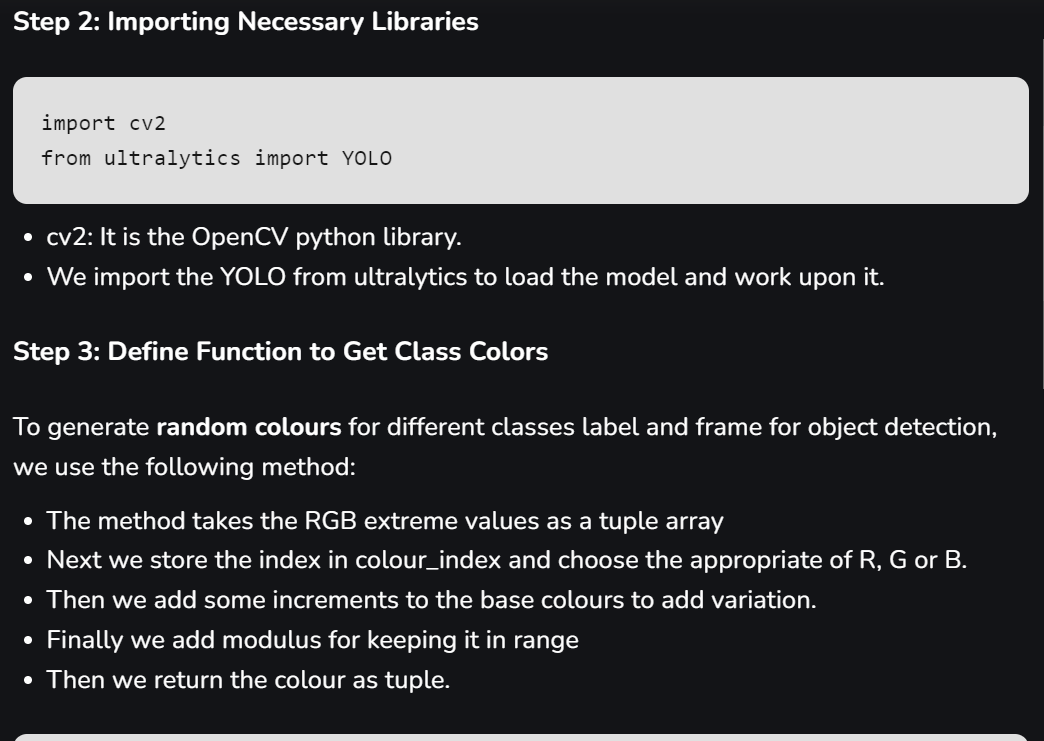 Step 2: Importing Necessary Libraries
import cv2
from ultralytics import YOLO
cv2: It is the OpenCV python library.
We import the YOLO from ultralytics to load the model and work upon it.
Step 3: Define Function to Get Class Colors
To generate random colours for different classes label and frame for object detection,
we use the following method:
The method takes the RGB extreme values as a tuple array
Next we store the index in colour_index and choose the appropriate of R, G or B.
Then we add some increments to the base colours to add variation.
Finally we add modulus for keeping it in range
Then we return the colour as tuple.